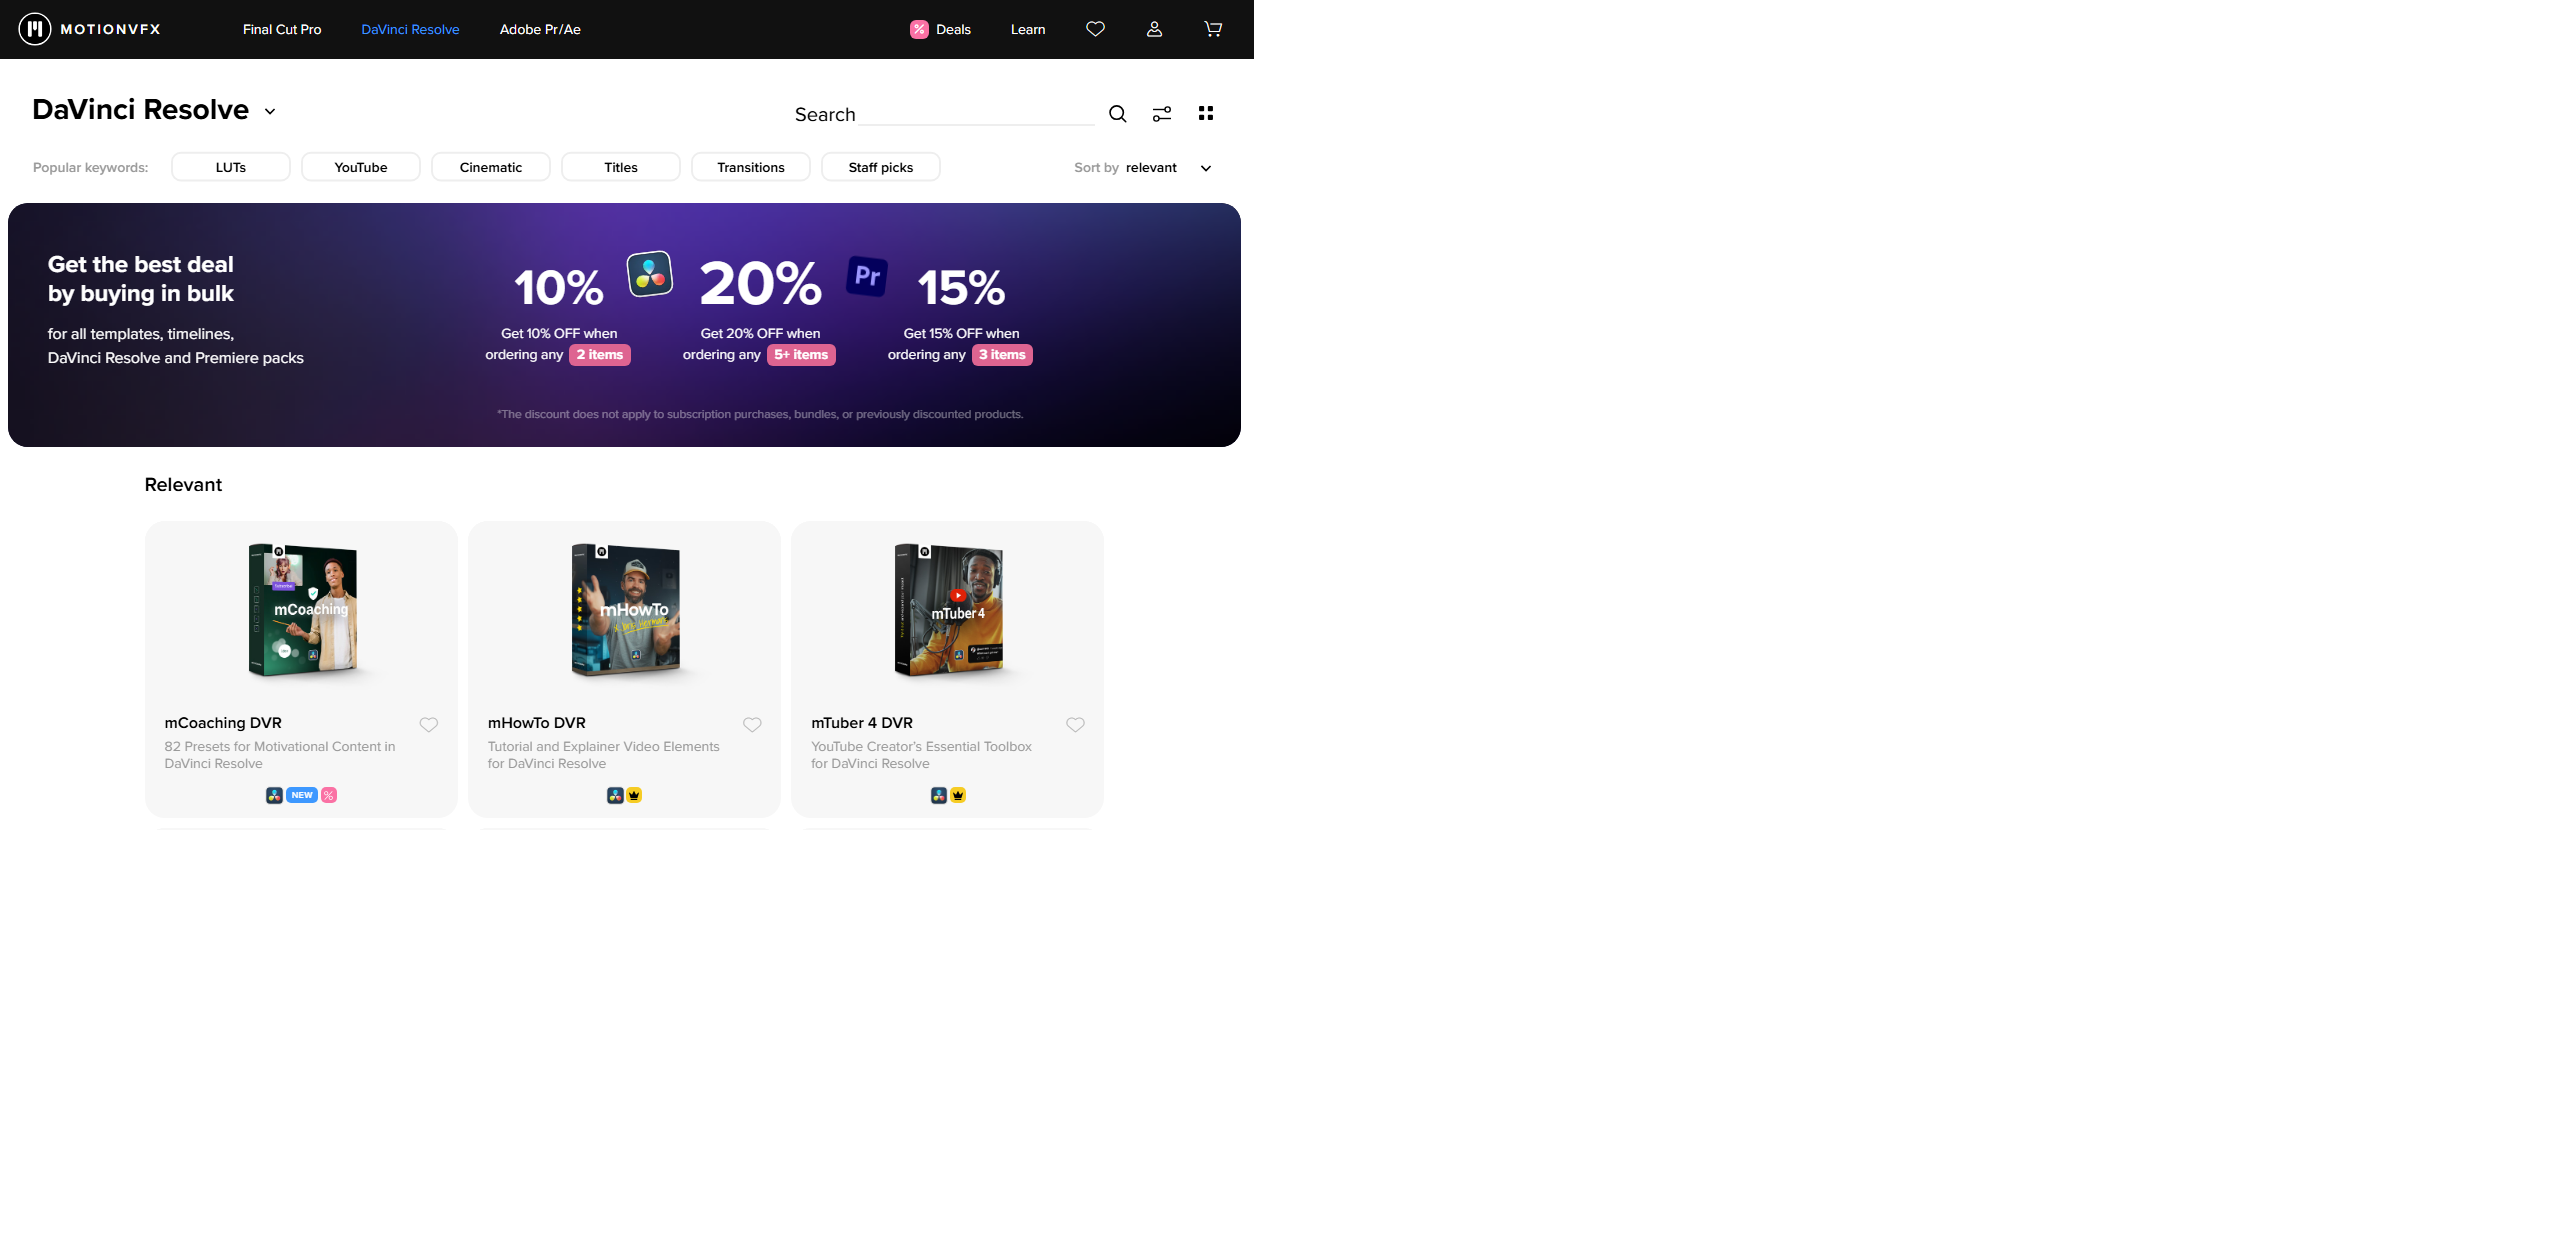 MOTIONVFX
Final Cut Pro
DaVinci Resolve
Adobe Pr/Ae
Deals
Learn
DaVinci Resolve
Search
Popular keywords:
LUTs
YouTube
Cinematic
Titles
Transitions
Staff picks
Sort by relevant
Get the best deal
by buying in bulk
for all templates, timelines,
DaVinci Resolve and Premiere packs
10%
Get 10% OFF when
ordering any 2 items
20%
Get 20% OFF when
ordering any 5+ items
Pr
15%
Get 15% OFF when
ordering any 3 items
*The discount does not apply to subscription purchases, bundles, or previously discounted products.
Relevant
mCoaching
mCoaching DVR
82 Presets for Motivational Content in
DaVinci Resolve
NEW
mHowTo
mHowTo DVR
Tutorial and Explainer Video Elements
for DaVinci Resolve
mTuber 4
mTuber 4 DVR
YouTube Creator's Essential Toolbox
for DaVinci Resolve